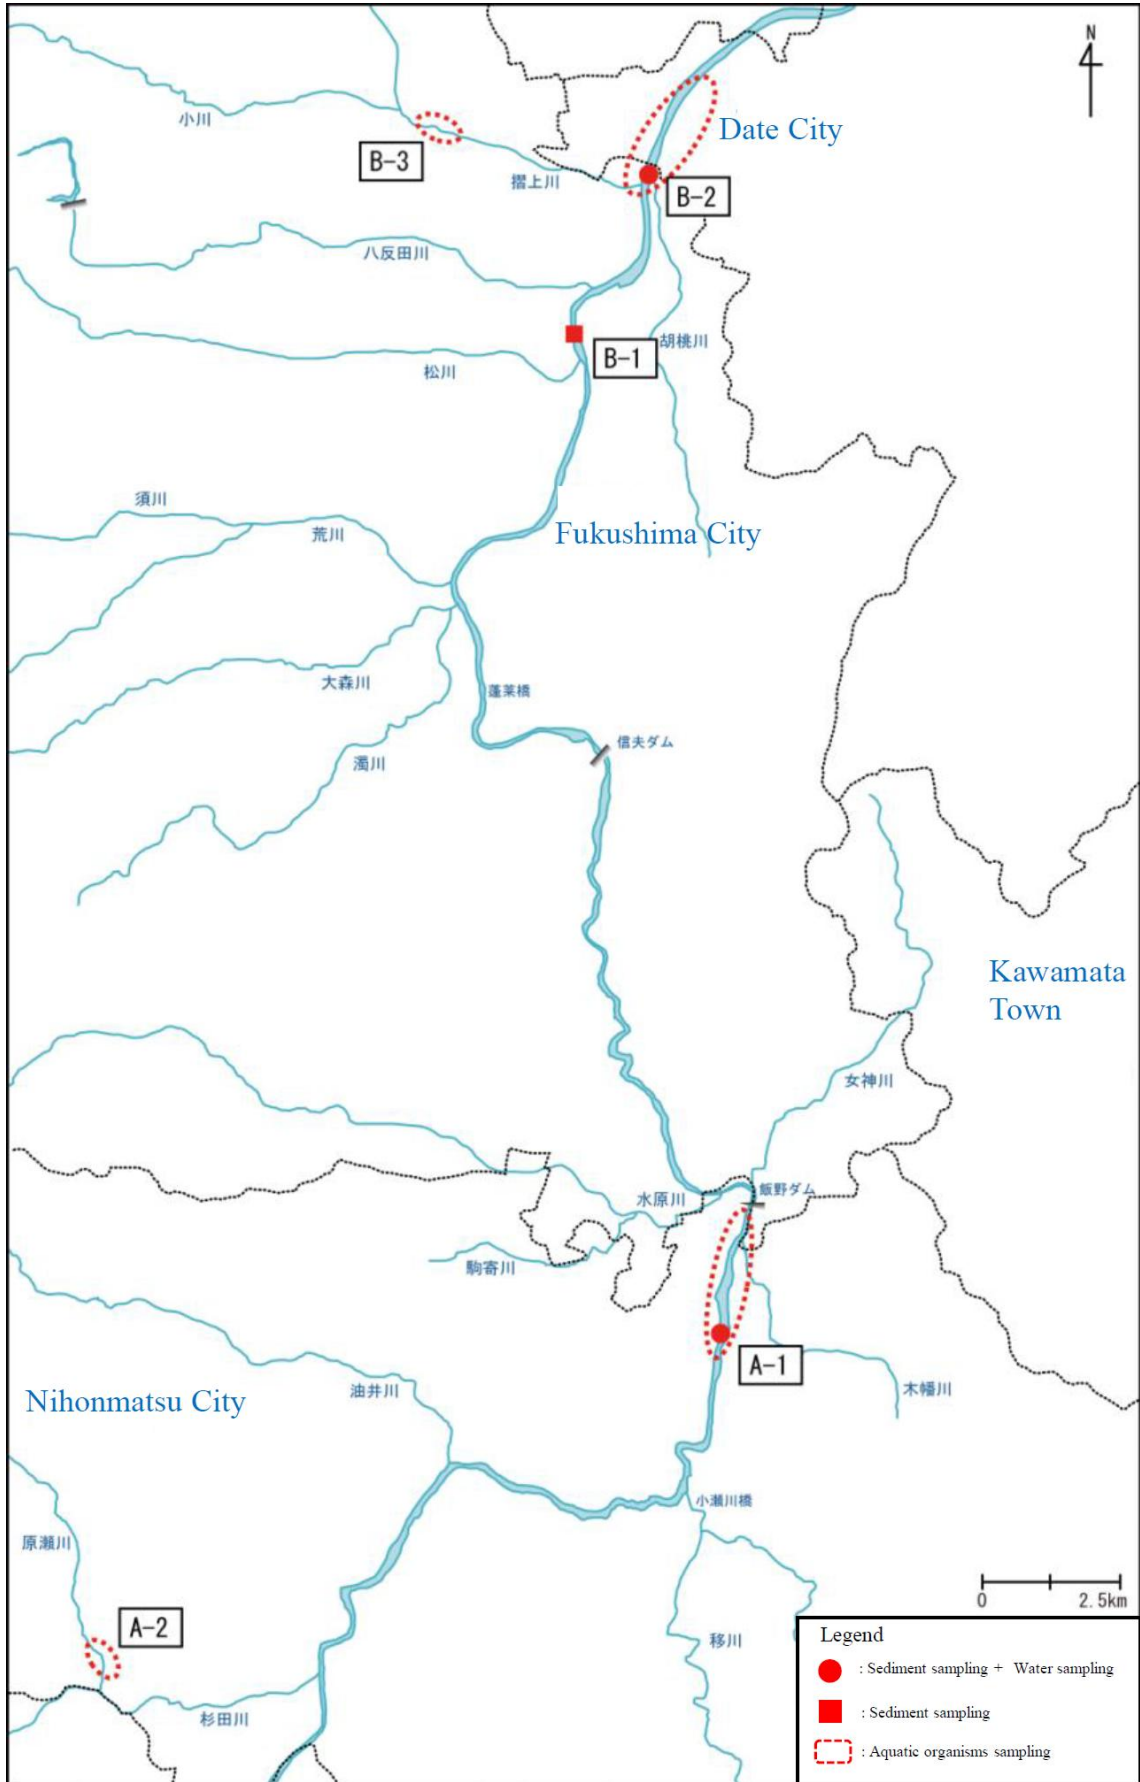 N
小川
Date City
B-3
摺上川
B-2
八反田川
胡桃川
B-1
松川
須川
荒川
Fukushima City
大森川
蓬莱橋
信夫ダム
濁川
Kawamata
Town
女神川
飯野ダム
水原川
駒寄川
A-1
Nihonmatsu City
油井川
木幡川
小瀬川橋
原瀬川
0 2.5km
A-2
移川
杉田川
Legend
: Sediment sampling + Water sampling
: Sediment sampling
: Aquatic organisms sampling